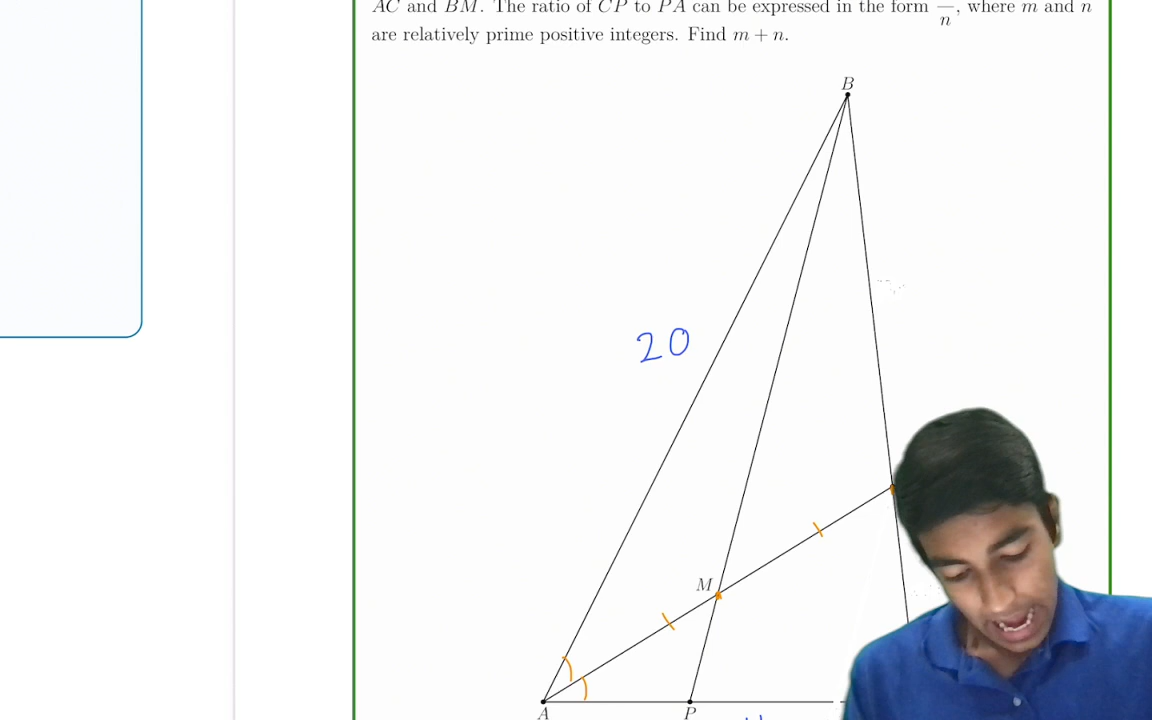 AC and BM. The ratio of CP to PA can be expressed in the form —/n, where m and n
are relatively prime positive integers. Find m + n.
B
20
M
A
P